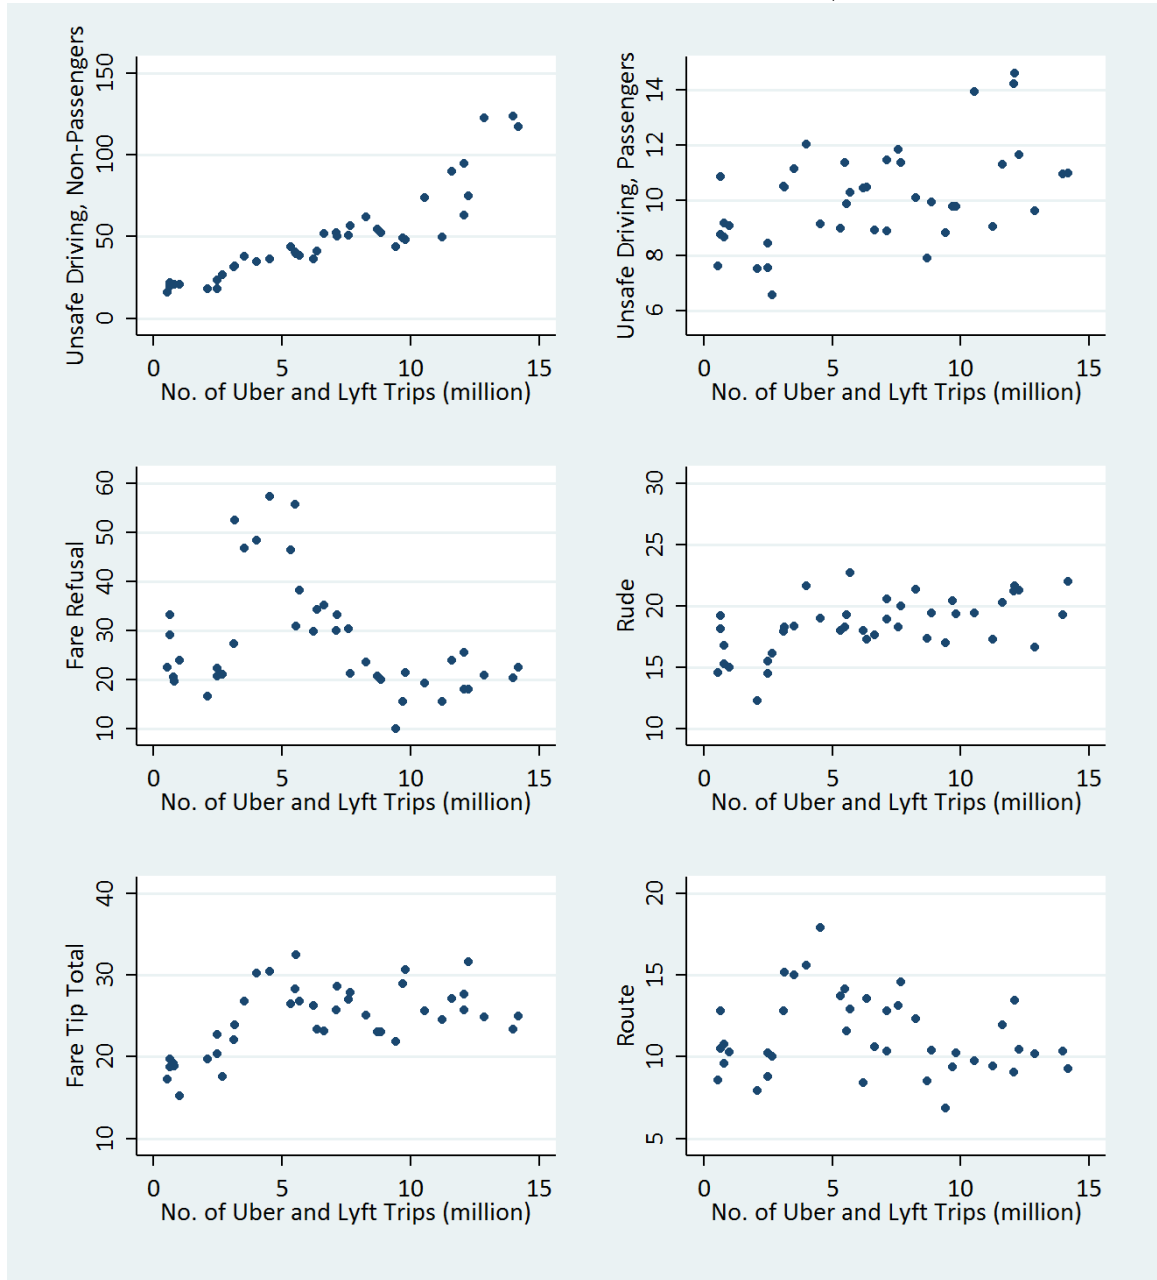 Unsafe Driving, Non-Passengers
150
100
50
0
0 5 10 15
No. of Uber and Lyft Trips (million)
Unsafe Driving, Passengers
14
12
10
8
6
0 5 10 15
No. of Uber and Lyft Trips (million)
Fare Refusal
60
50
40
30
20
10
0 5 10 15
No. of Uber and Lyft Trips (million)
Rude
30
25
20
15
10
0 5 10 15
No. of Uber and Lyft Trips (million)
Fare Tip Total
40
30
20
10
0 5 10 15
No. of Uber and Lyft Trips (million)
Route
20
15
10
5
0 5 10 15
No. of Uber and Lyft Trips (million)